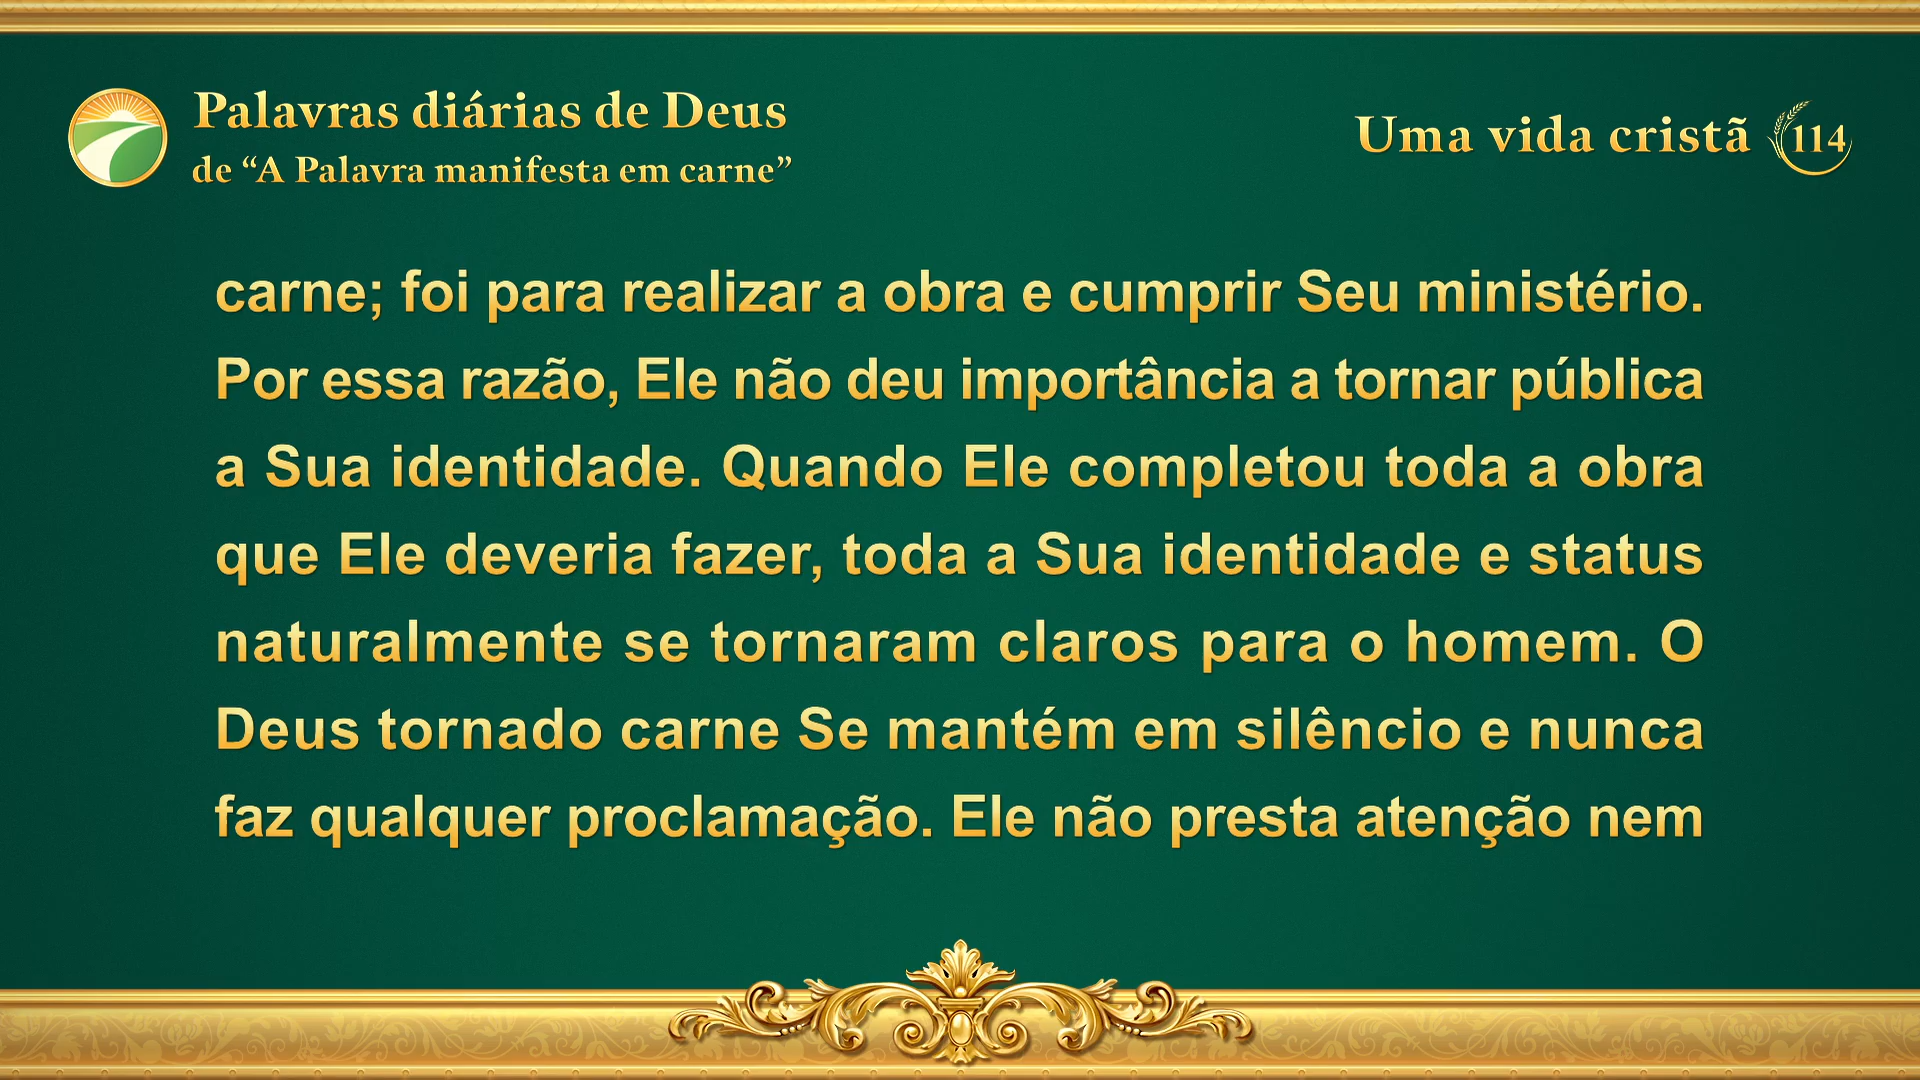 Palavras diárias de Deus
de “A Palavra manifesta em carne”
Uma vida cristã 114
carne; foi para realizar a obra e cumprir Seu ministério.
Por essa razão, Ele não deu importância a tornar pública
a Sua identidade. Quando Ele completou toda a obra
que Ele deveria fazer, toda a Sua identidade e status
naturalmente se tornaram claros para o homem. O
Deus tornado carne Se mantém em silêncio e nunca
faz qualquer proclamação. Ele não presta atenção nem